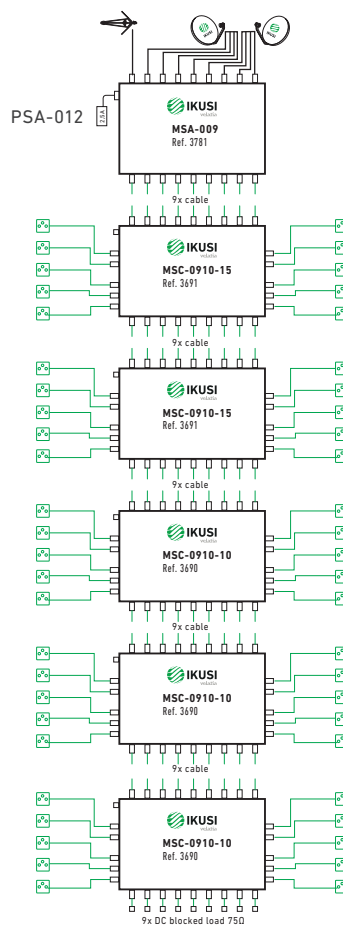 IKUSI
PSA-012
2,5A
IKUSI
velatia
MSA-009
Ref. 3781
9x cable
IKUSI
velatia
MSC-0910-15
Ref. 3691
9x cable
IKUSI
velatia
MSC-0910-15
Ref. 3691
9x cable
IKUSI
velatia
MSC-0910-10
Ref. 3690
9x cable
IKUSI
velatia
MSC-0910-10
Ref. 3690
9x cable
IKUSI
velatia
MSC-0910-10
Ref. 3690
9x DC blocked load 75Ω